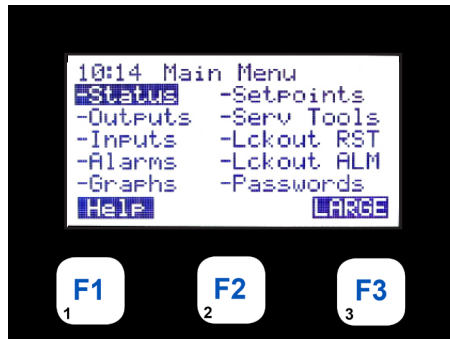 10:14 Main Menu
-Status -Setpoints
-Outputs -Serv Tools
-Inputs -Lckout RST
-Alarms -Lckout ALM
-Graphs -Passwords
Help LARGE
F1 F2 F3
1 2 3